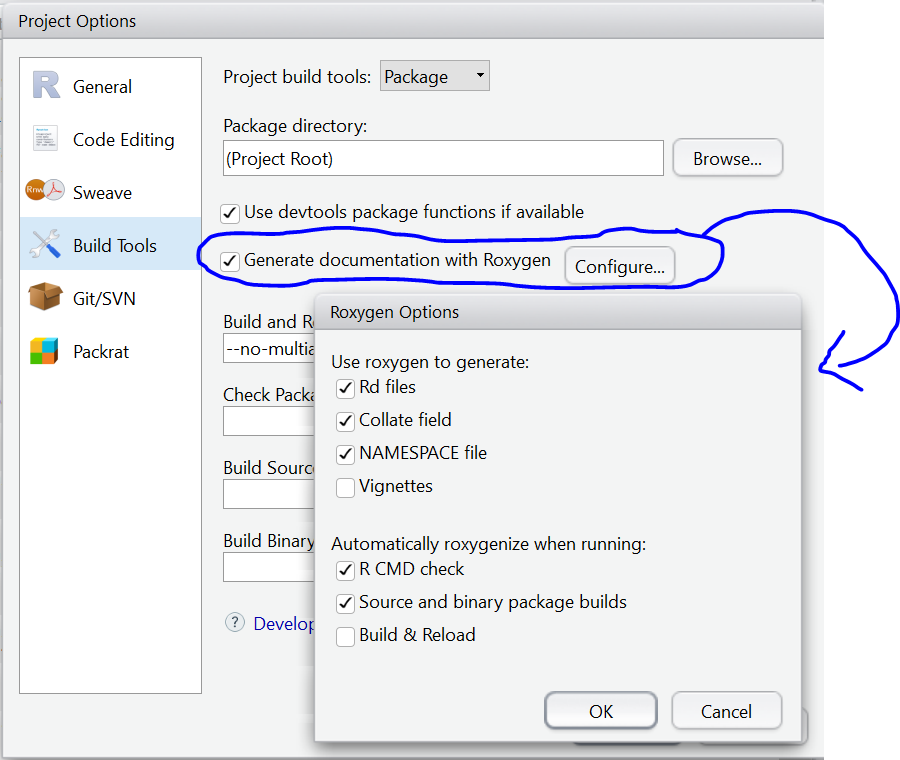 Project Options
General
Code Editing
Rnw
Sweave
Build Tools
Git/SVN
Packrat
Project build tools: Package
Package directory:
(Project Root)
Browse...
Use devtools package functions if available
Generate documentation with Roxygen
Configure...
Build and R
--no-multia
Check Packa
Build Sourc
Build Binary
? Develop
Roxygen Options
Use roxygen to generate:
Rd files
Collate field
NAMESPACE file
Vignettes
Automatically roxygenize when running:
R CMD check
Source and binary package builds
Build & Reload
OK
Cancel